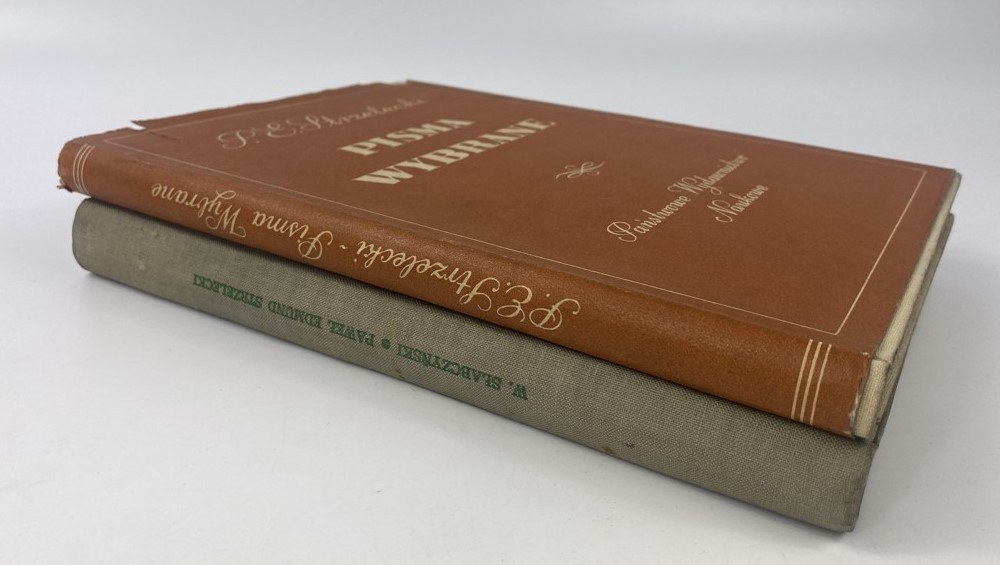 P. E. Strzelecki
PISMA
WYBRANE
Państwowe Wydawnictwo
Naukowe
P. E. Strzelecki - Pisma Wybrane
W. SŁABCZYŃSKI • PAWEŁ EDMUND STRZELECKI